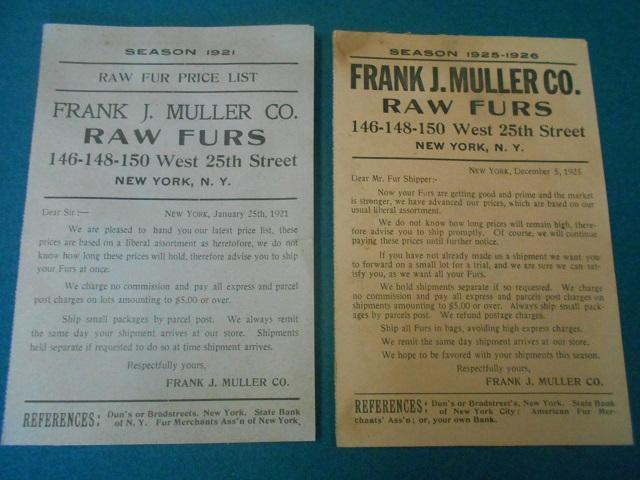 SEASON 1921
RAW FUR PRICE LIST
FRANK J. MULLER CO.
RAW FURS
146-148-150 West 25th Street
NEW YORK, N. Y.
Dear Sir:— NEW YORK, January 25th, 1921
We are pleased to hand you our latest price list, these
prices are based on a liberal assortment as heretofore, we do not
know how long these prices will hold, therefore advise you to ship
your Furs at once.
We charge no commission and pay all express and parcel
post charges on lots amounting to $5.00 or over.
Ship small packages by parcel post. We always remit
the same day your shipment arrives at our store. Shipments
held separate if requested to do so at time shipment arrives.
Respectfully yours,
FRANK J. MULLER CO.
REFERENCES: Dun's or Bradstreets, New York. State Bank
of N. Y. Fur Merchants Ass'n of New York.
SEASON 1925-1926
FRANK J. MULLER CO.
RAW FURS
146-148-150 West 25th Street
NEW YORK, N. Y.
NEW YORK, December 5, 1925
Dear Mr. Fur Shipper:-
Now your Furs are getting good and prime and the market
is stronger, we have advanced our prices, which are based on our
usual liberal assortment.
We do not know how long prices will remain high, there-
fore advise you to ship promptly. Of course, we will continue
paying these prices until further notice.
If you have not already made us a shipment we want you
to forward on a small lot for a trial, and we are sure we can sat-
isfy you, as we want all your Furs.
We hold shipments separate if so requested. We charge
no commission and pay all express and parcels post charges on
shipments amounting to $5.00 or over. Always ship small pack-
ages by parcels post. We refund postage charges.
Ship all Furs in bags, avoiding high express charges.
We remit the same day shipment arrives at our store.
We hope to be favored with your shipments this season.
Respectfully yours,
FRANK J. MULLER CO.
REFERENCES: Dun's or Bradstreet's, New York. State Bank
of New York City: American Fur Mer-
chants' Ass'n; or, your own Bank.